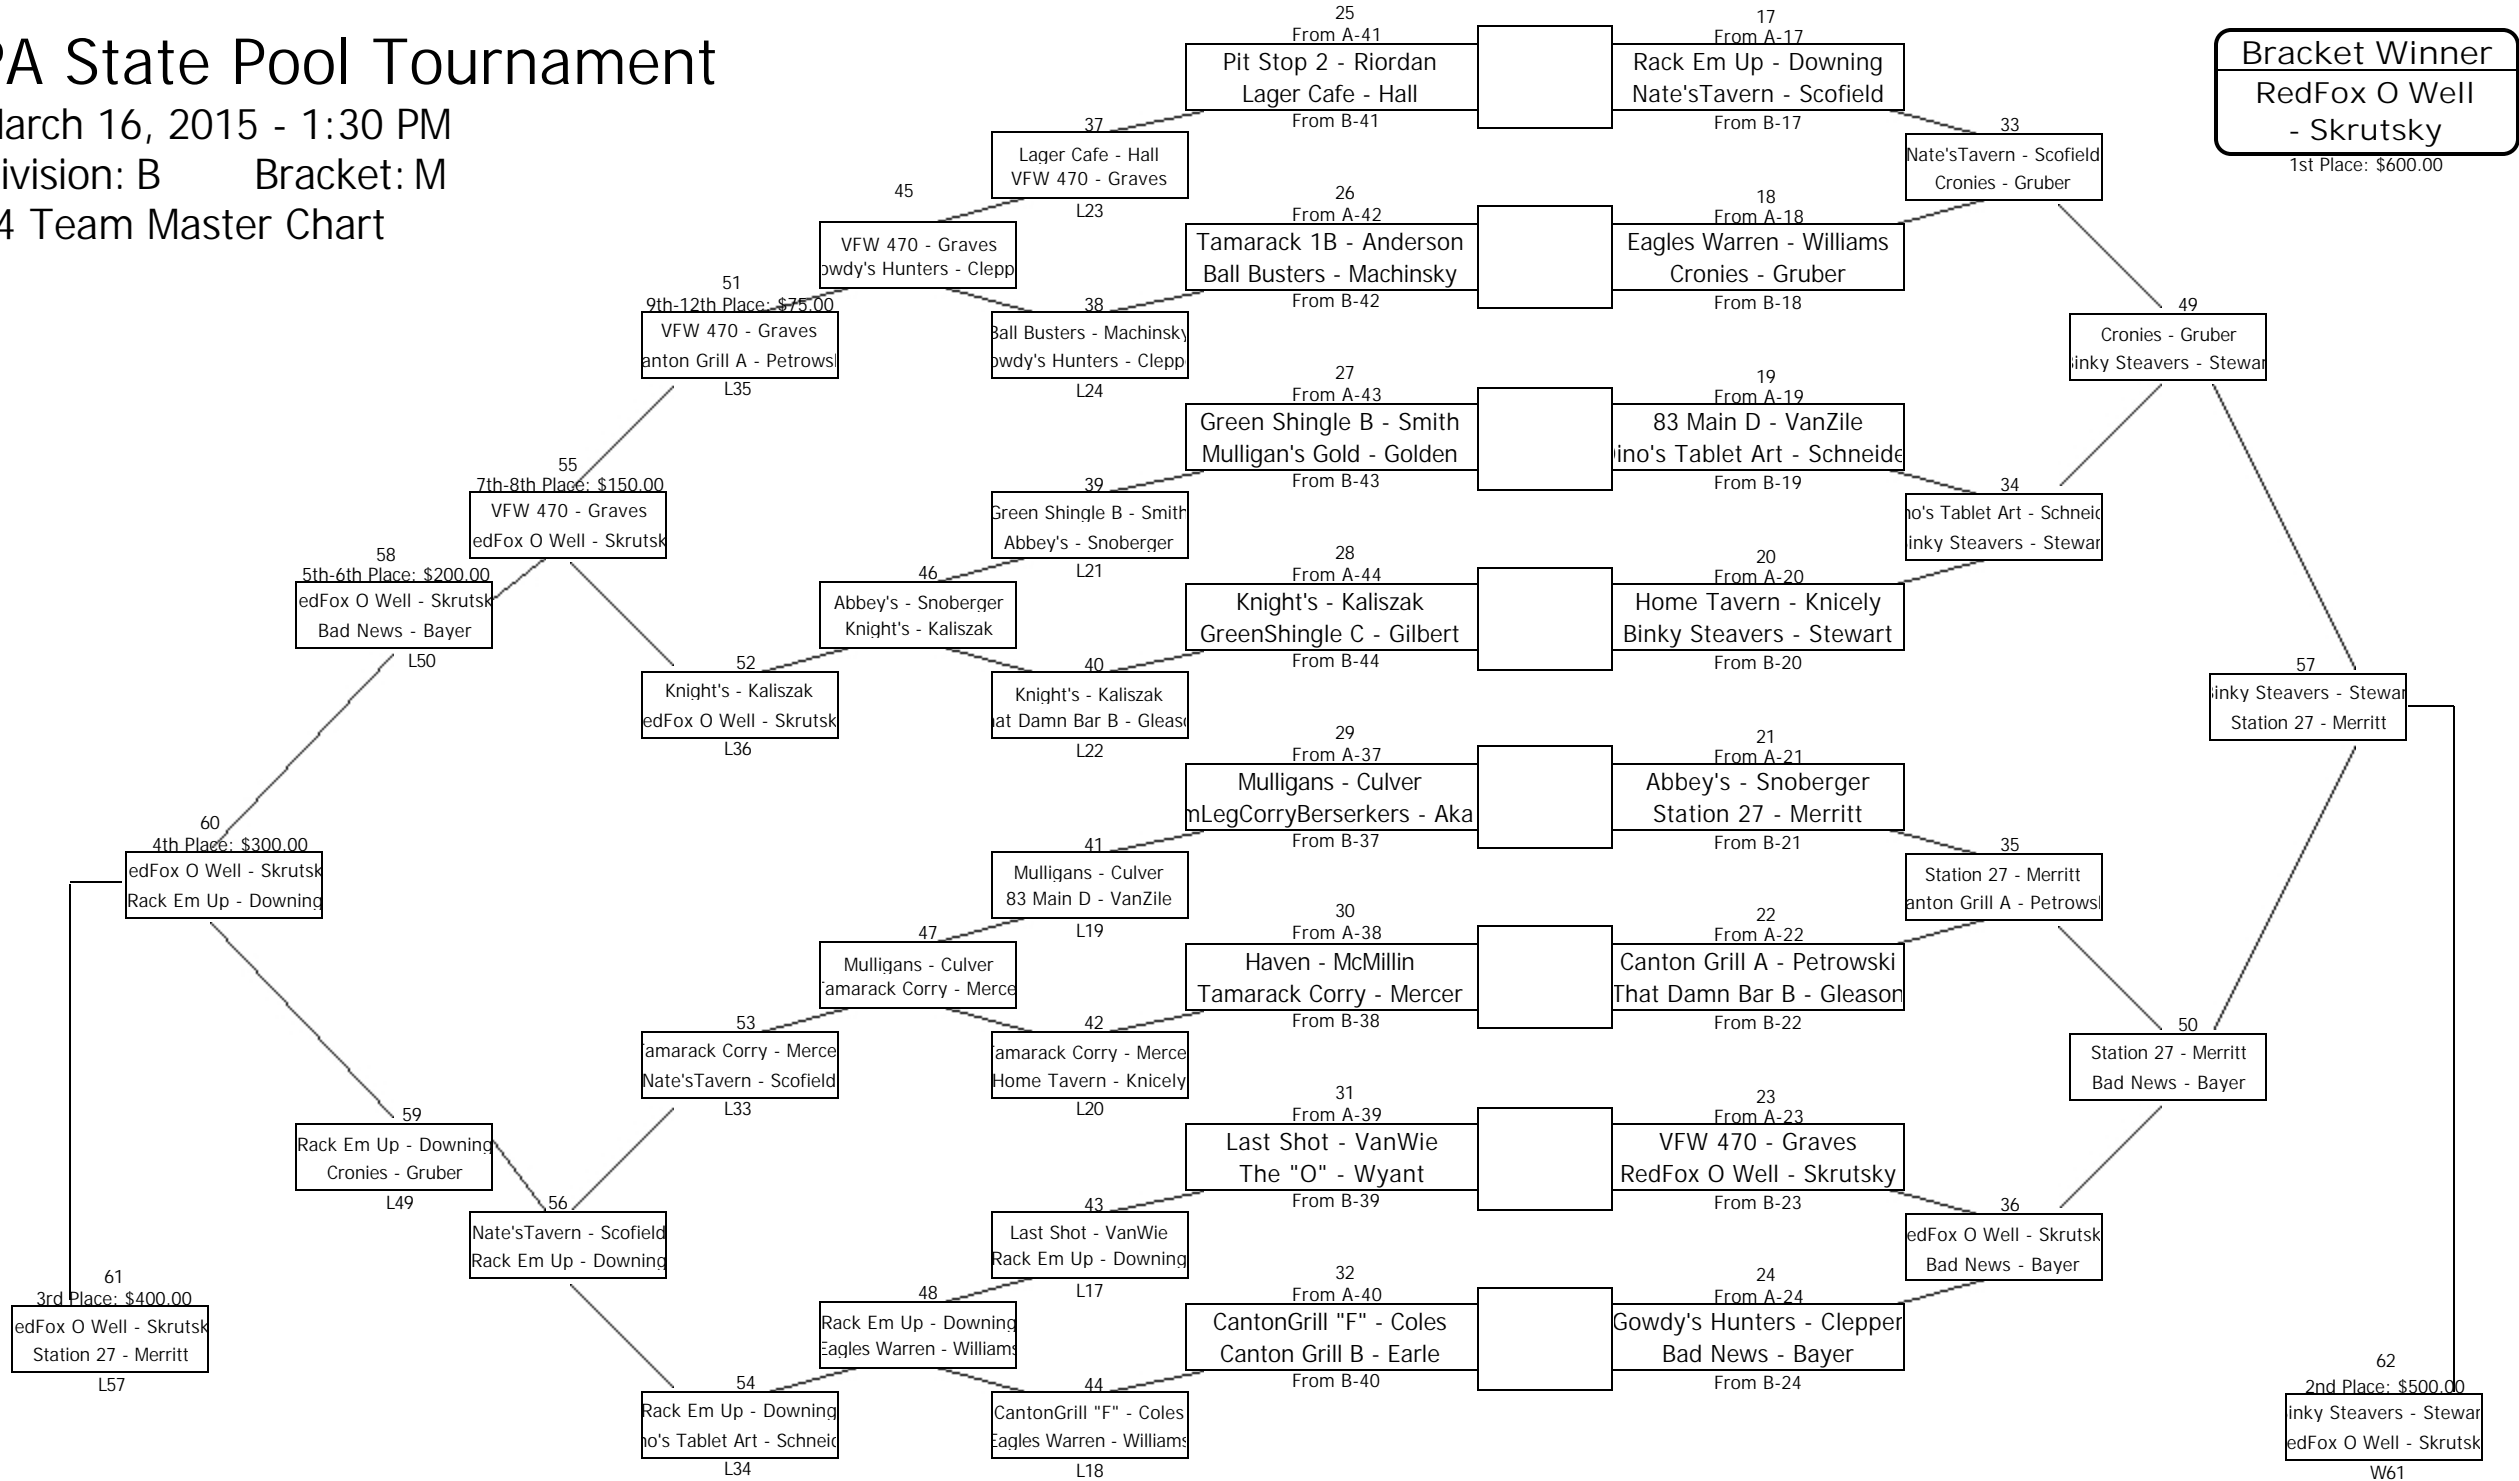 PA State Pool Tournament
March 16, 2015 - 1:30 PM
ivision: B Bracket: M
4 Team Master Chart
Bracket Winner
RedFox O Well
- Skrutsky
1st Place: $600.00
25
From A-41
Pit Stop 2 - Riordan
Lager Cafe - Hall
From B-41
26
From A-42
Tamarack 1B - Anderson
Ball Busters - Machinsky
From B-42
27
From A-43
Green Shingle B - Smith
Mulligan's Gold - Golden
From B-43
28
From A-44
Knight's - Kaliszak
GreenShingle C - Gilbert
From B-44
29
From A-37
Mulligans - Culver
mLegCorryBerserkers - Aka
From B-37
30
From A-38
Haven - McMillin
Tamarack Corry - Mercer
From B-38
31
From A-39
Last Shot - VanWie
The "O" - Wyant
From B-39
32
From A-40
CantonGrill "F" - Coles
Canton Grill B - Earle
From B-40
17
From A-17
Rack Em Up - Downing
Nate'sTavern - Scofield
From B-17
18
From A-18
Eagles Warren - Williams
Cronies - Gruber
From B-18
19
From A-19
83 Main D - VanZile
ino's Tablet Art - Schneide
From B-19
20
From A-20
Home Tavern - Knicely
Binky Steavers - Stewart
From B-20
21
From A-21
Abbey's - Snoberger
Station 27 - Merritt
From B-21
22
From A-22
Canton Grill A - Petrowski
That Damn Bar B - Gleason
From B-22
23
From A-23
VFW 470 - Graves
RedFox O Well - Skrutsky
From B-23
24
From A-24
Gowdy's Hunters - Clepper
Bad News - Bayer
From B-24
37
Lager Cafe - Hall
VFW 470 - Graves
L23
38
Ball Busters - Machinsky
owdy's Hunters - Clepp
L24
39
Green Shingle B - Smith
Abbey's - Snoberger
L21
40
Knight's - Kaliszak
hat Damn Bar B - Gleaso
L22
41
Mulligans - Culver
83 Main D - VanZile
L19
42
amarack Corry - Merce
Home Tavern - Knicely
L20
43
Last Shot - VanWie
Rack Em Up - Downing
L17
44
CantonGrill "F" - Coles
Eagles Warren - Williams
L18
45
VFW 470 - Graves
owdy's Hunters - Clepp
46
Abbey's - Snoberger
Knight's - Kaliszak
47
Mulligans - Culver
amarack Corry - Merce
48
Rack Em Up - Downing
Eagles Warren - Williams
51
9th-12th Place: $75.00
VFW 470 - Graves
anton Grill A - Petrowsl
L35
52
Knight's - Kaliszak
edFox O Well - Skrutsk
L36
53
amarack Corry - Merce
Nate'sTavern - Scofield
L33
54
Rack Em Up - Downing
no's Tablet Art - Schneid
L34
55
7th-8th Place: $150.00
VFW 470 - Graves
edFox O Well - Skrutsk
56
Nate'sTavern - Scofield
Rack Em Up - Downing
58
5th-6th Place: $200.00
edFox O Well - Skrutsk
Bad News - Bayer
L50
59
Rack Em Up - Downing
Cronies - Gruber
L49
60
4th Place: $300.00
edFox O Well - Skrutsk
Rack Em Up - Downing
61
3rd Place: $400.00
edFox O Well - Skrutsk
Station 27 - Merritt
L57
33
Nate'sTavern - Scofield
Cronies - Gruber
34
no's Tablet Art - Schneid
inky Steavers - Stewar
35
Station 27 - Merritt
anton Grill A - Petrowsl
36
edFox O Well - Skrutsk
Bad News - Bayer
49
Cronies - Gruber
inky Steavers - Stewar
50
Station 27 - Merritt
Bad News - Bayer
57
inky Steavers - Stewar
Station 27 - Merritt
62
2nd Place: $500.00
inky Steavers - Stewar
edFox O Well - Skrutsk
W61